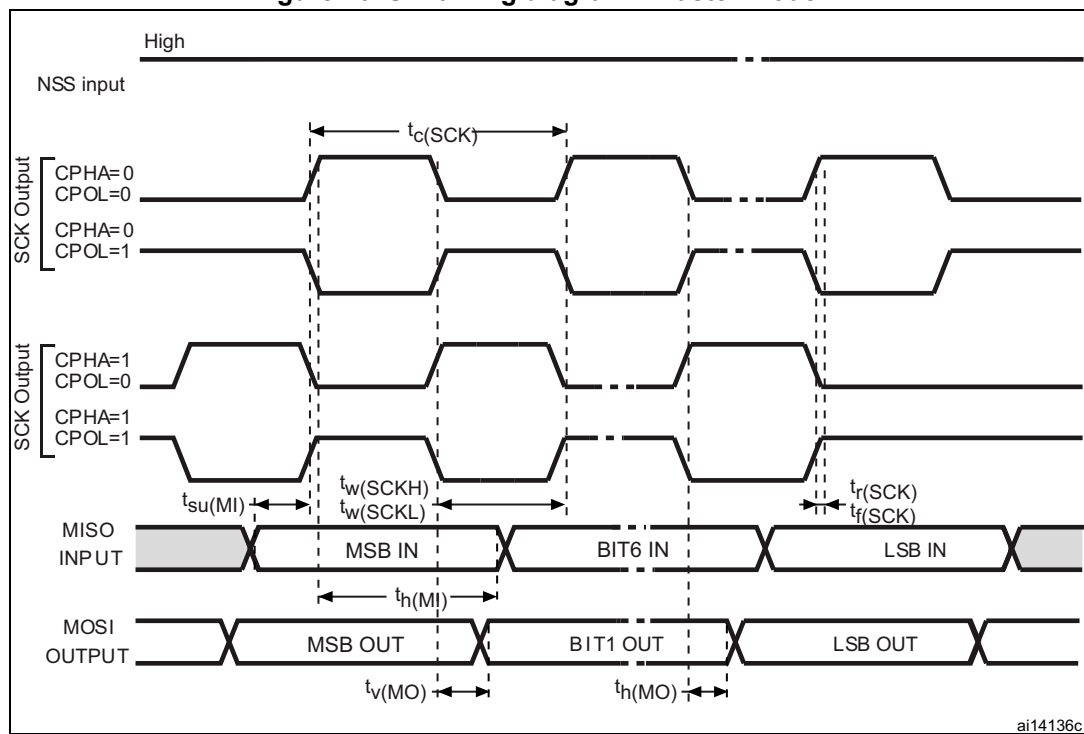 High
NSS input
tc(SCK)
SCK Output
CPHA=0
CPOL=0
CPHA=0
CPOL=1
SCK Output
CPHA=1
CPOL=0
CPHA=1
CPOL=1
tsu(MI)
tw(SCKH)
tw(SCKL)
tr(SCK)
tf(SCK)
MISO
INPUT
MSB IN
BIT6 IN
LSB IN
th(MI)
MOSI
OUTPUT
MSB OUT
BIT1 OUT
LSB OUT
tv(MO)
th(MO)
ai14136c